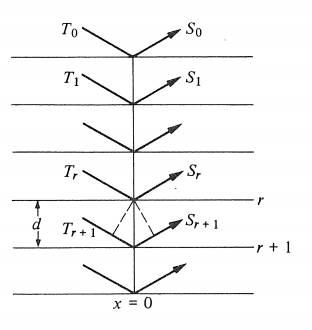 T₀ S₀
T₁ S₁
Tᵣ Sᵣ
r
d Tᵣ₊₁ Sᵣ₊₁
r + 1
x = 0